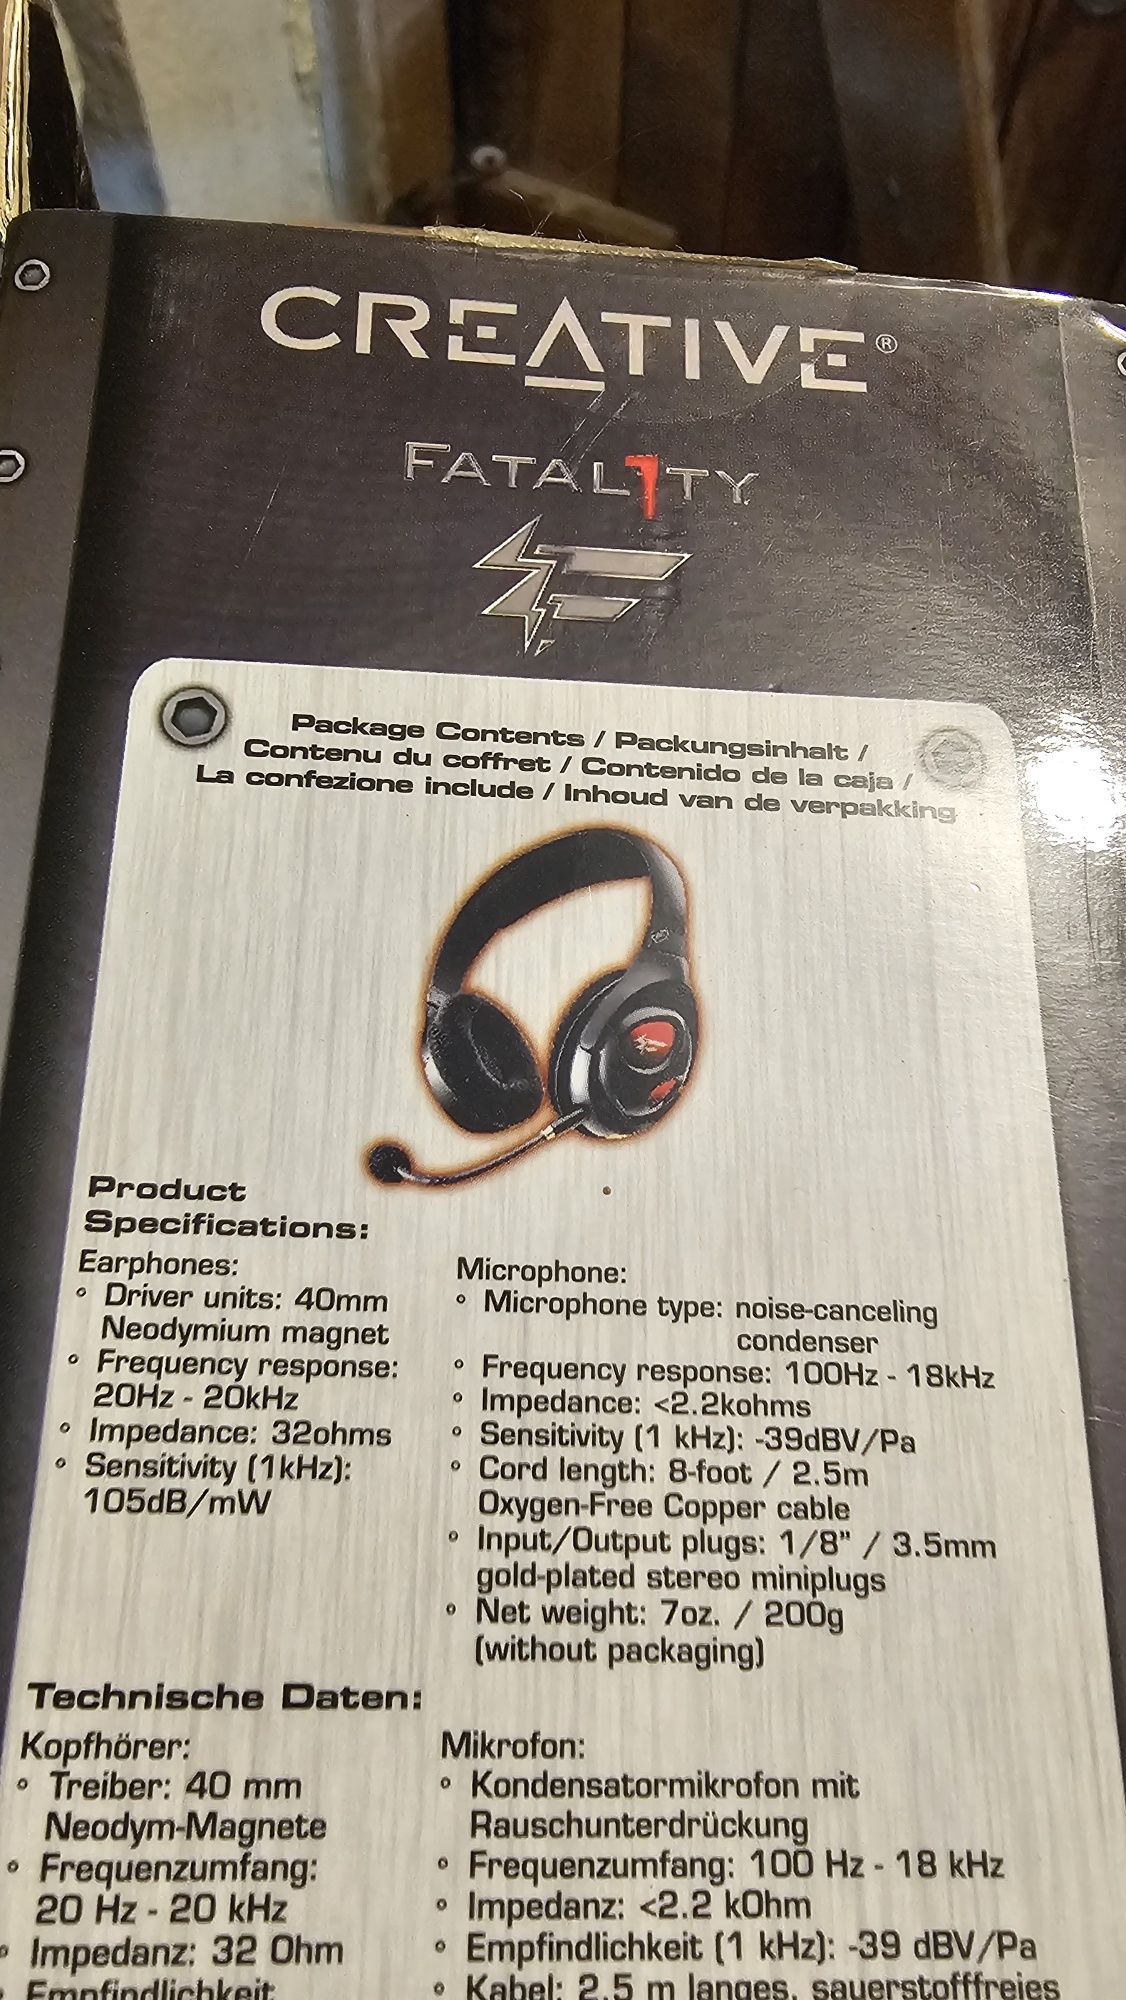 CREATIVE®
FATAL1TY
Package Contents / Packungsinhalt /
Contenu du coffret / Contenido de la caja /
La confezione include / Inhoud van de verpakking
Product
Specifications:
Earphones:
° Driver units: 40mm
Neodymium magnet
° Frequency response:
20Hz - 20kHz
° Impedance: 32ohms
° Sensitivity (1kHz):
105dB/mW
Microphone:
° Microphone type: noise-canceling
condenser
° Frequency response: 100Hz - 18kHz
° Impedance: <2.2kohms
° Sensitivity (1 kHz): -39dBV/Pa
° Cord length: 8-foot / 2.5m
Oxygen-Free Copper cable
° Input/Output plugs: 1/8" / 3.5mm
gold-plated stereo miniplugs
° Net weight: 7oz. / 200g
(without packaging)
Technische Daten:
Kopfhörer:
° Treiber: 40 mm
Neodym-Magnete
° Frequenzumfang:
20 Hz - 20 kHz
° Impedanz: 32 Ohm
Empfindlichkeit
Mikrofon:
° Kondensatormikrofon mit
Rauschunterdrückung
° Frequenzumfang: 100 Hz - 18 kHz
° Impedanz: <2.2 kOhm
° Empfindlichkeit (1 kHz): -39 dBV/Pa
° Kabel: 2.5 m langes, sauerstofffreies